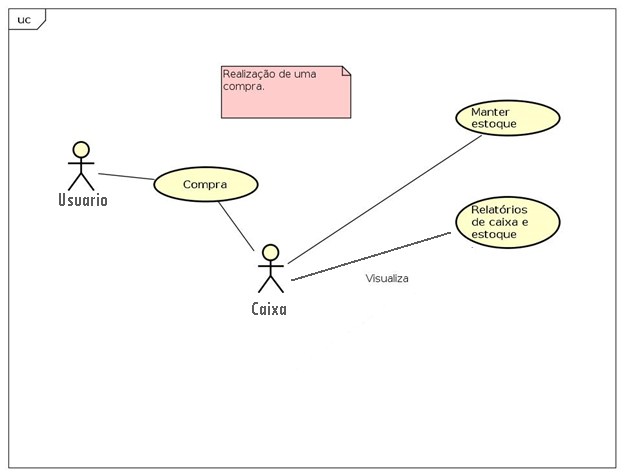 uc
Realização de uma
compra.
Manter
estoque
Usuario
Compra
Relatórios
de caixa e
estoque
Visualiza
Caixa